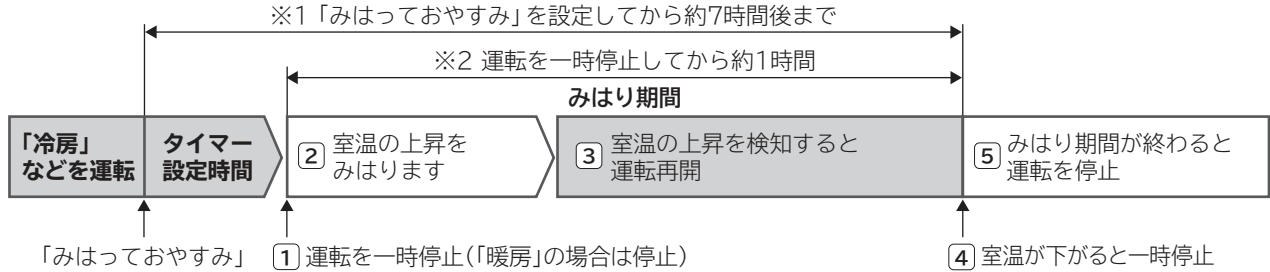 ※1「みはっておやすみ」を設定してから約7時間後まで
※2 運転を一時停止してから約1時間
みはり期間
「冷房」
などを運転
タイマー
設定時間
2 室温の上昇を
みはります
3 室温の上昇を検知すると
運転再開
5 みはり期間が終わると
運転を停止
「みはっておやすみ」
1 運転を一時停止(「暖房」の場合は停止)
4 室温が下がると一時停止